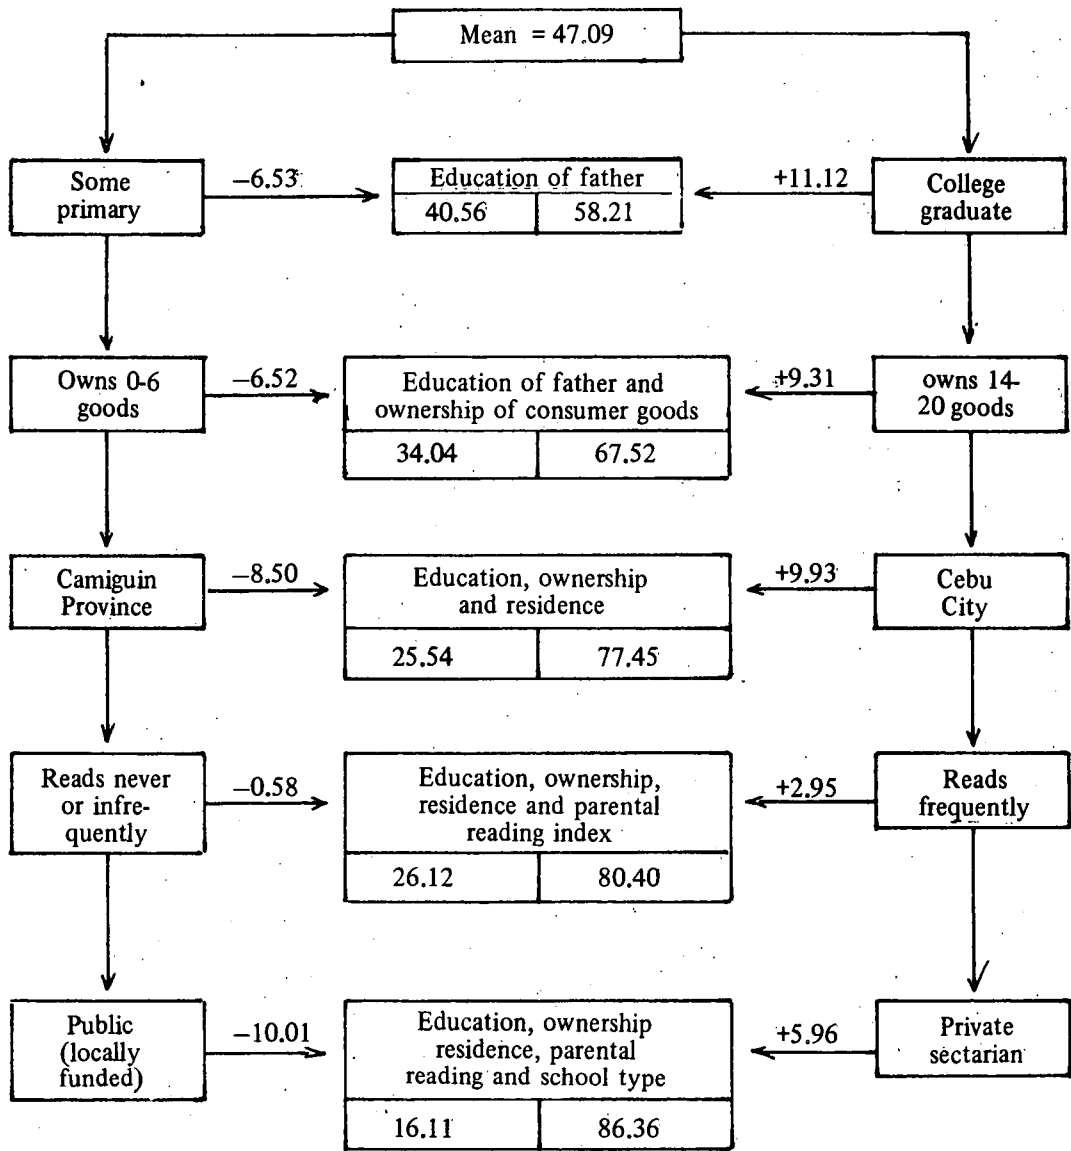 Mean = 47.09
Some
primary
−6.53
Education of father
40.56 58.21
+11.12
College
graduate
Owns 0-6
goods
−6.52
Education of father and
ownership of consumer goods
34.04 67.52
+9.31
owns 14-
20 goods
Camiguin
Province
−8.50
Education, ownership
and residence
25.54 77.45
+9.93
Cebu
City
Reads never
or infre-
quently
−0.58
Education, ownership,
residence and parental
reading index
26.12 80.40
+2.95
Reads
frequently
Public
(locally
funded)
−10.01
Education, ownership
residence, parental
reading and school type
16.11 86.36
+5.96
Private
sectarian